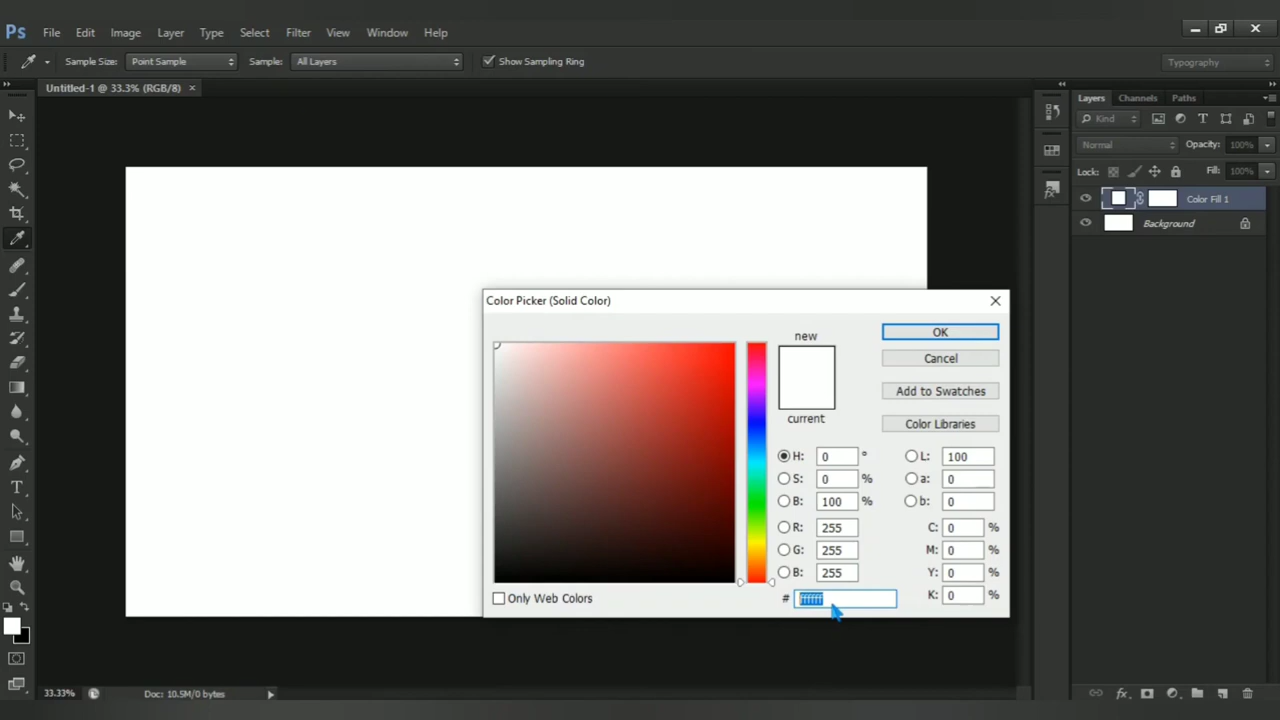 Ps File Edit Image Layer Type Select Filter View Window Help
Sample Size: Point Sample Sample: All Layers Show Sampling Ring Typography
Untitled-1 @ 33.3% (RGB/8) ×
Layers Channels Paths
Kind
Normal Opacity: 100%
Lock: Fill: 100%
Color Fill 1
Background
Color Picker (Solid Color)
new
current
OK
Cancel
Add to Swatches
Color Libraries
H: 0 ° L: 100
S: 0 % a: 0
B: 100 % b: 0
R: 255 C: 0 %
G: 255 M: 0 %
B: 255 Y: 0 %
# ffffff K: 0 %
Only Web Colors
33.33% Doc: 10.5M/0 bytes